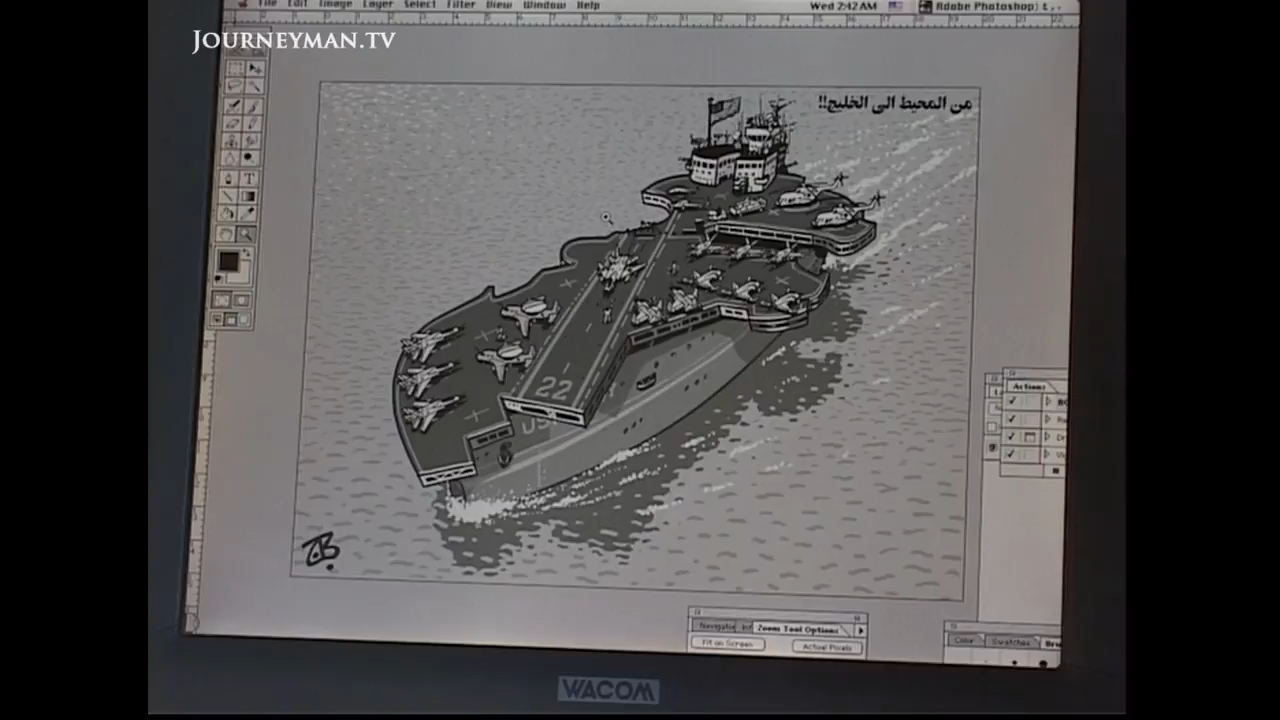 File Edit Image Layer Select Filter View Window Help
Wed 2:42 AM
Adobe Photoshop
JOURNEYMAN.TV
من المحيط الى الخليج!!
22
US
Actions
Navigator
Zoom Tool Options
Fit on Screen
Actual Pixels
Color
Swatches
WACOM